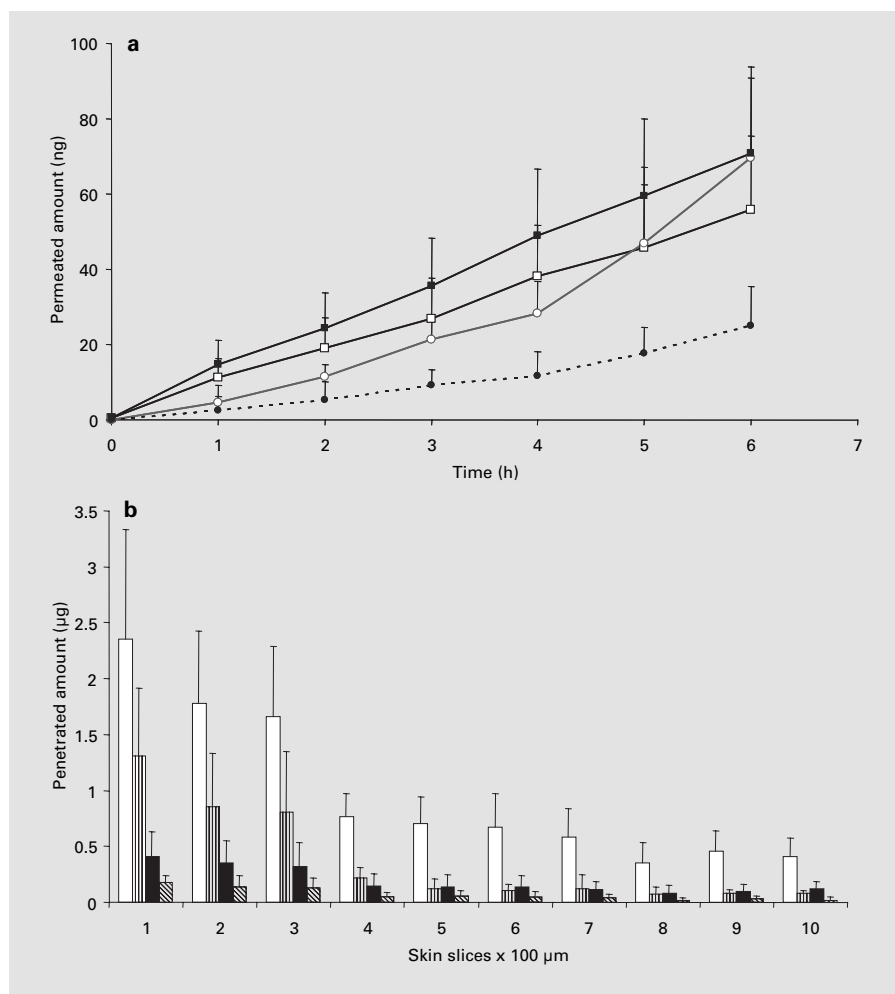 a
100
80
60
40
20
0
Permeated amount (ng)
0 1 2 3 4 5 6 7
Time (h)
b
3.5
3
2.5
2
1.5
1
0.5
0
Penetrated amount (µg)
1 2 3 4 5 6 7 8 9 10
Skin slices x 100 µm